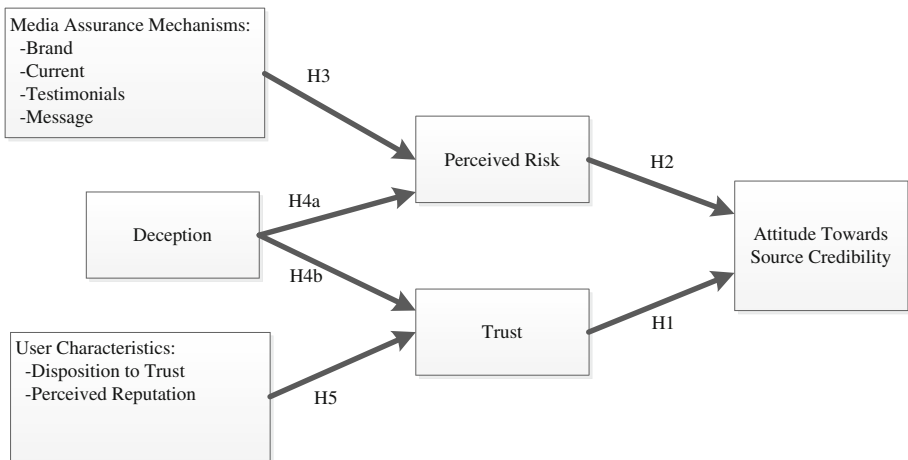 Media Assurance Mechanisms:
-Brand
-Current
-Testimonials
-Message
H3
Perceived Risk
H2
H4a
Deception
H4b
Attitude Towards
Source Credibility
Trust
H1
User Characteristics:
-Disposition to Trust
-Perceived Reputation
H5